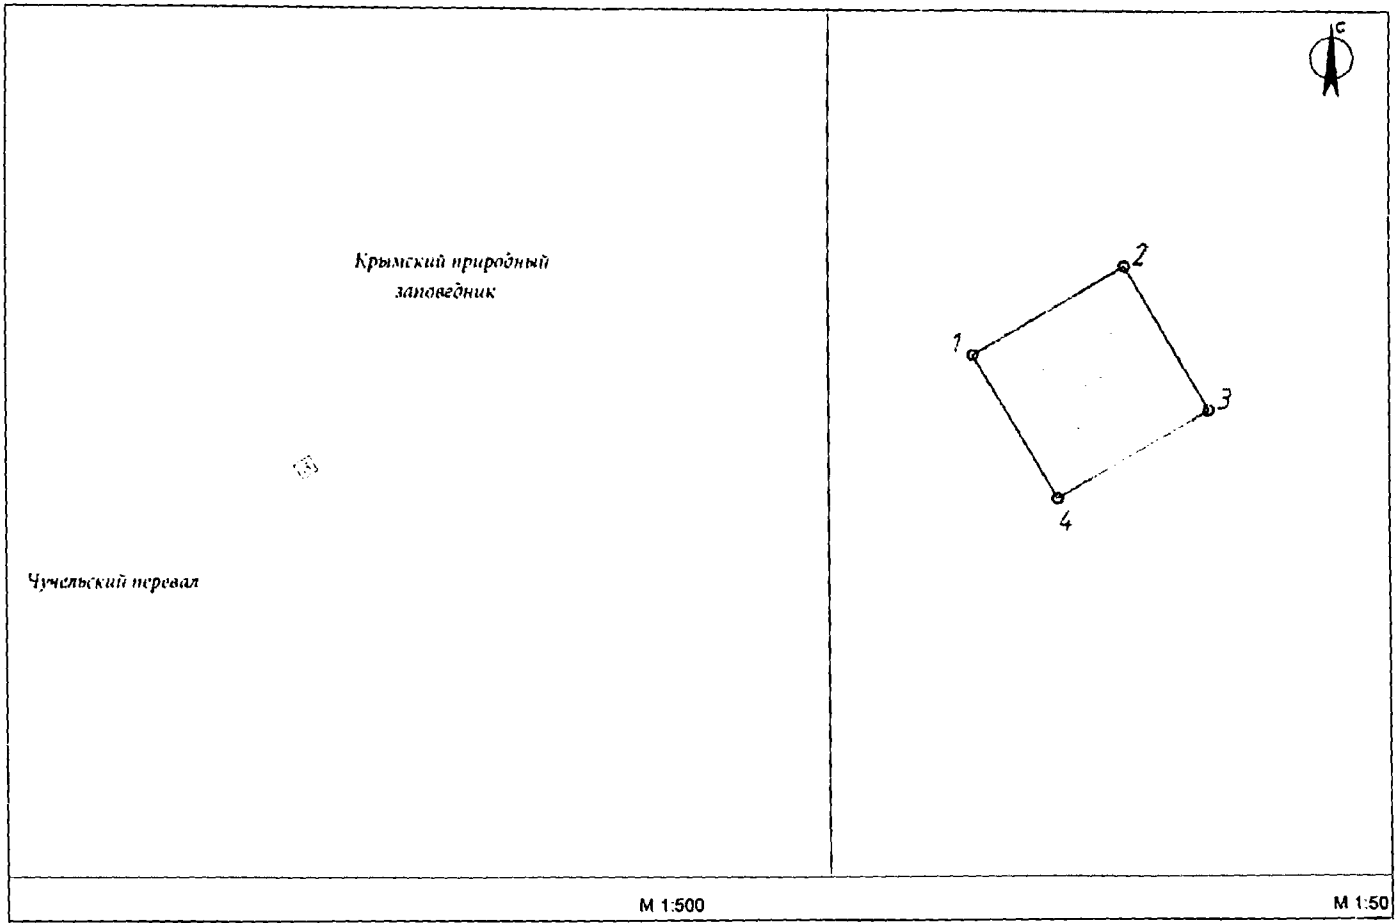 С
Крымский природный
заповедник
Чучельский перевал
1
2
3
4
М 1:500
М 1:50